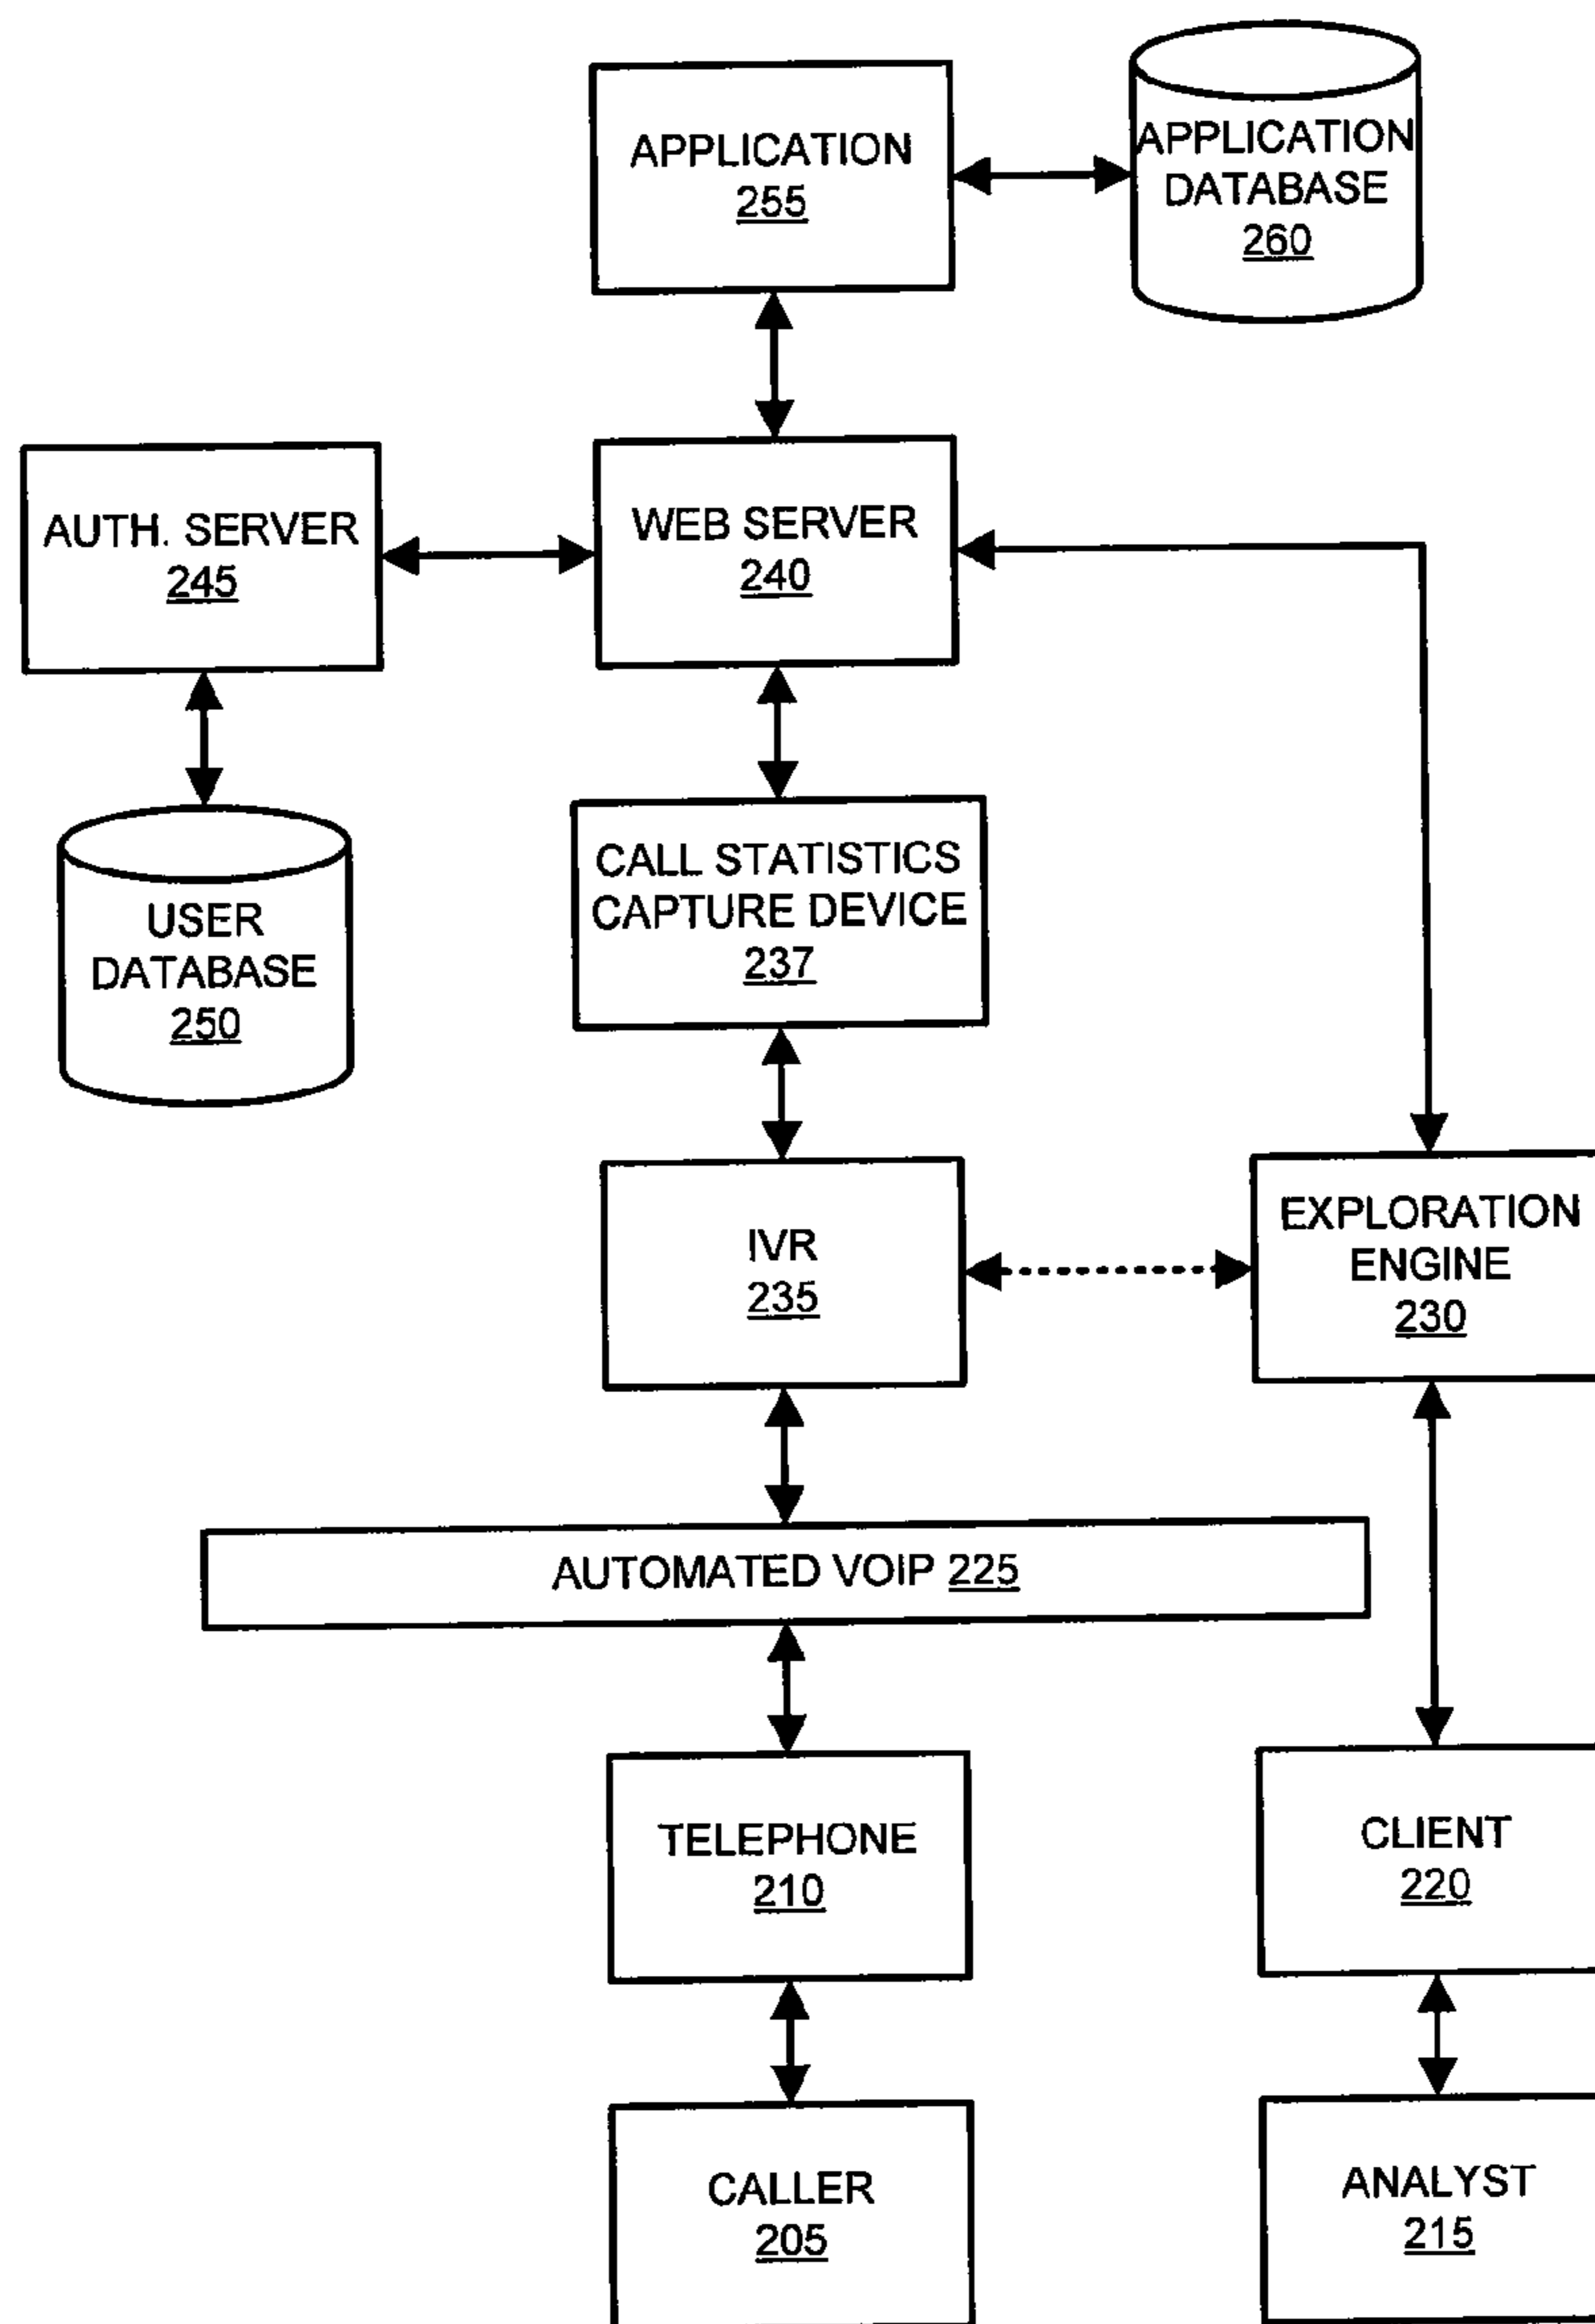 APPLICATION
255
APPLICATION
DATABASE
260
AUTH. SERVER
245
WEB SERVER
240
USER
DATABASE
250
CALL STATISTICS
CAPTURE DEVICE
237
IVR
235
EXPLORATION
ENGINE
230
AUTOMATED VOIP 225
TELEPHONE
210
CLIENT
220
CALLER
205
ANALYST
215